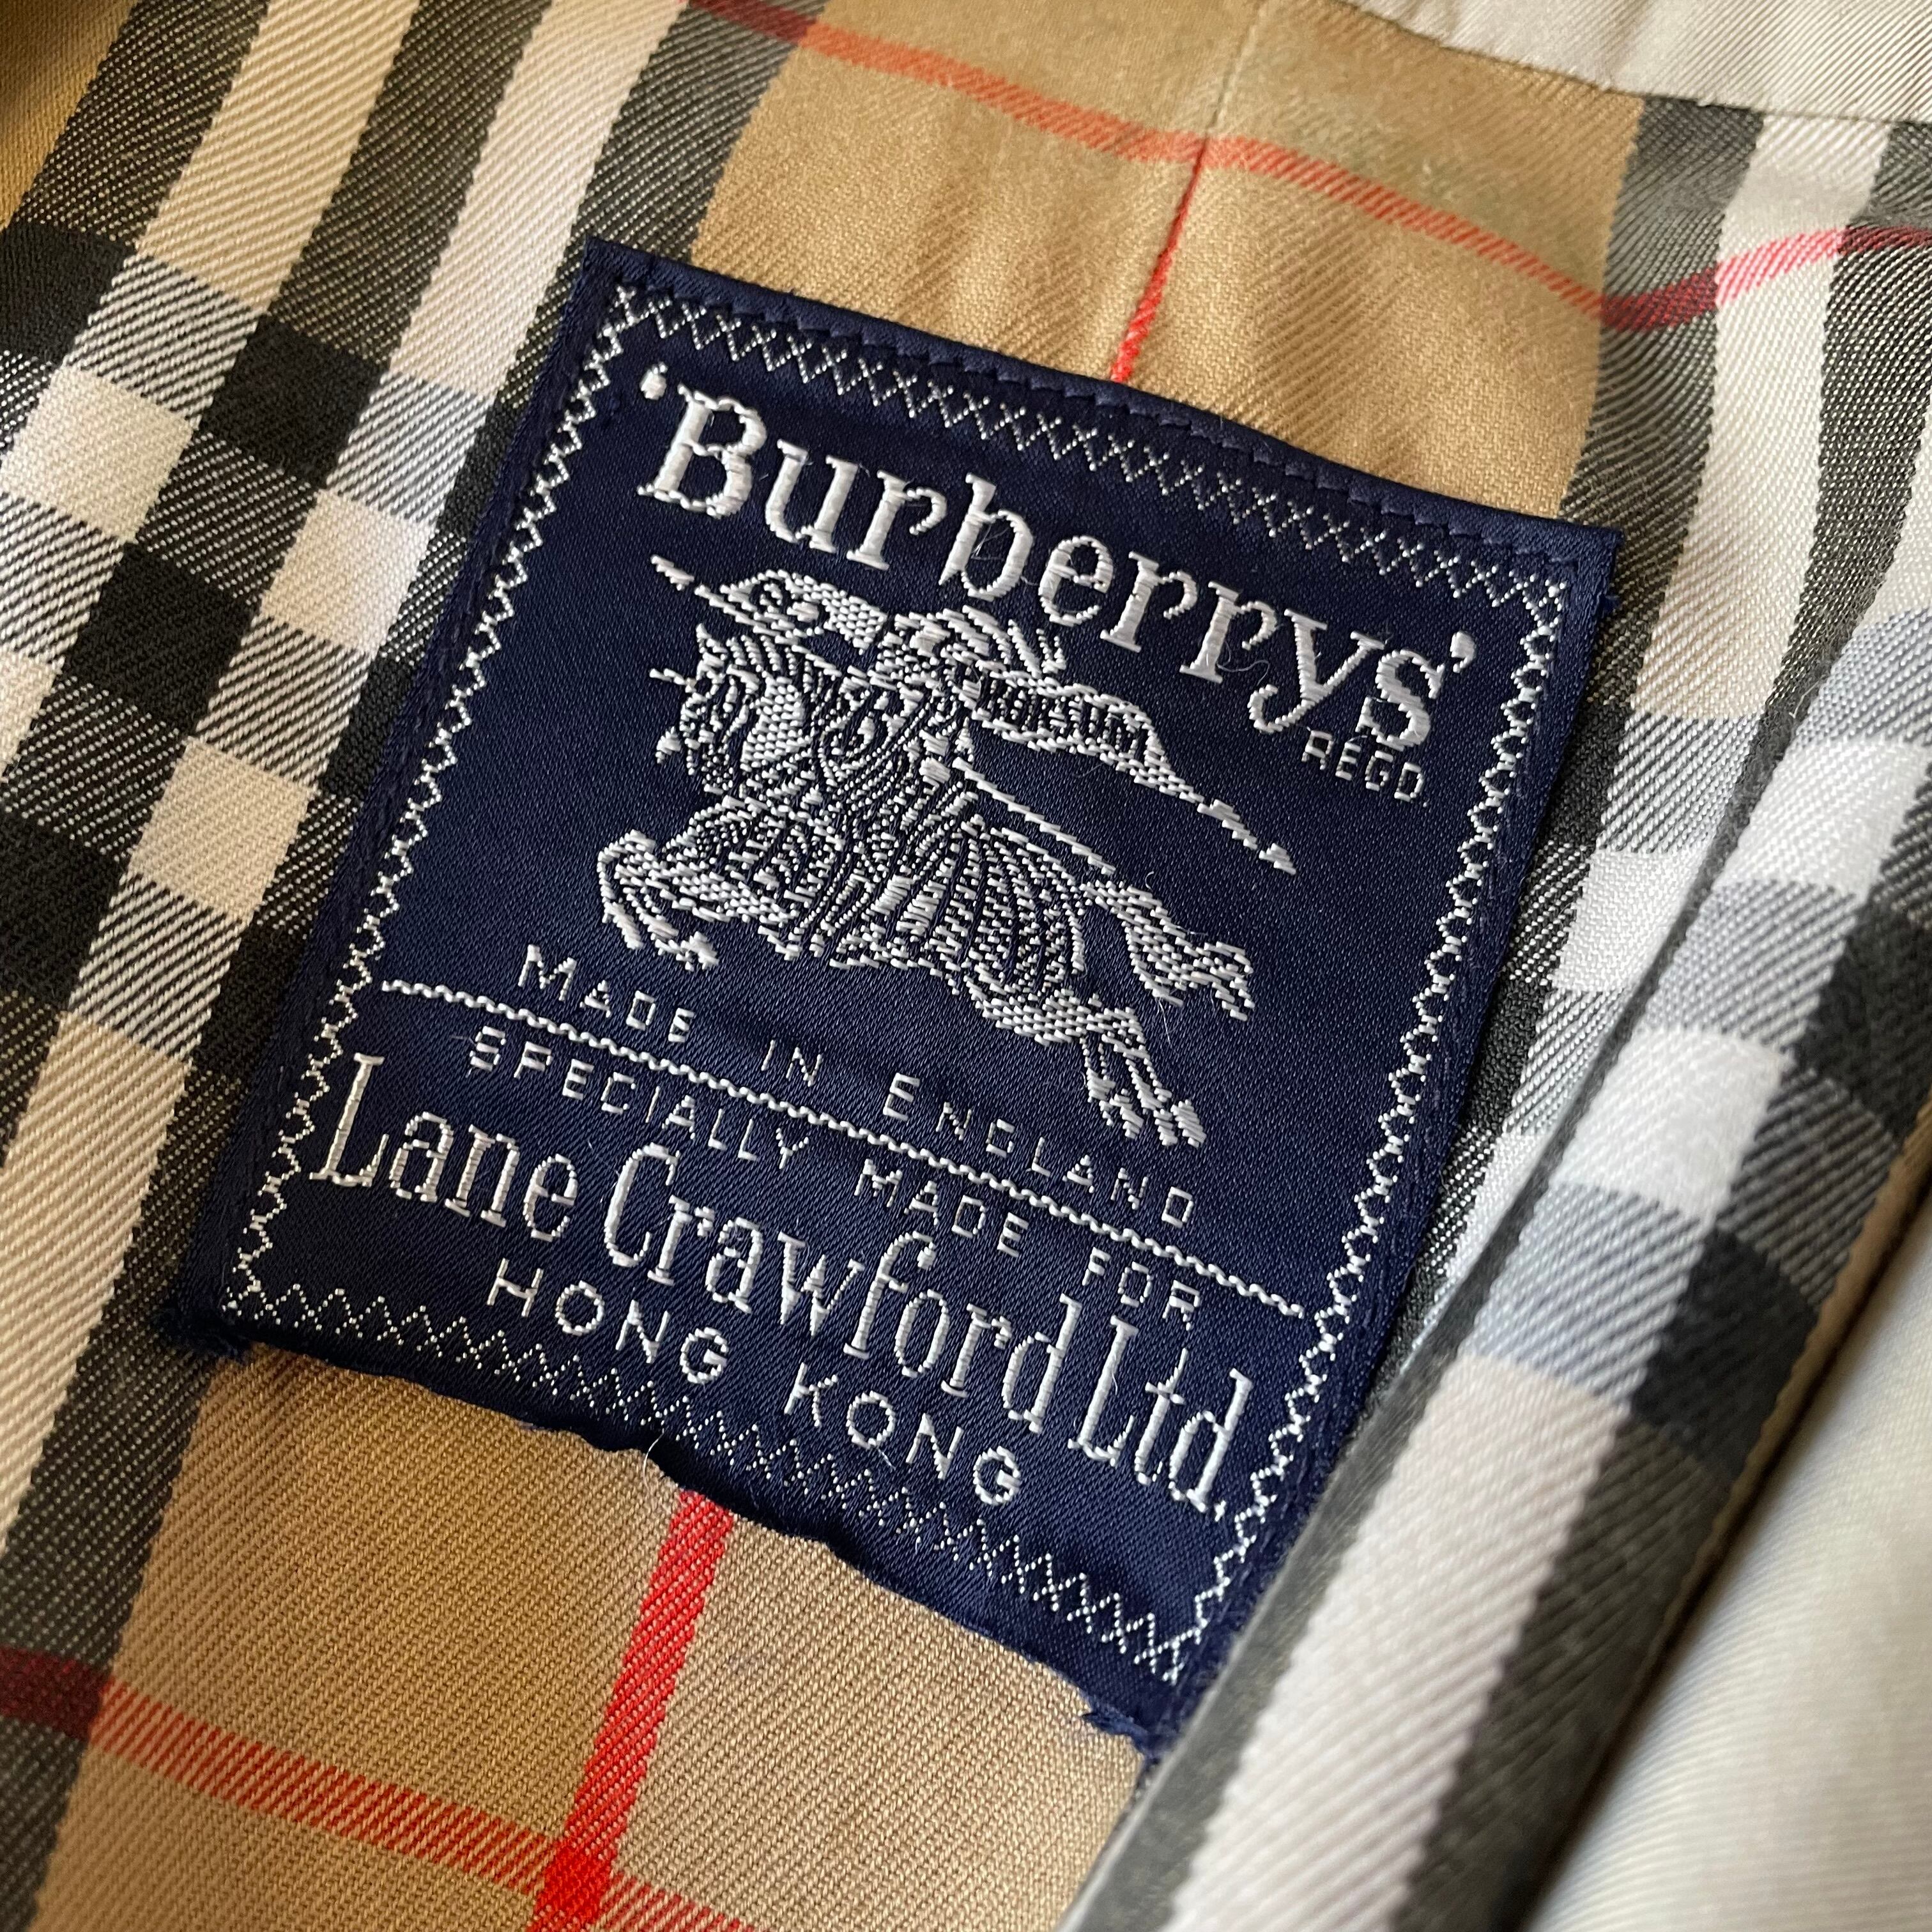 'Burberrys'
REGD.
MADE IN ENGLAND
SPECIALLY MADE FOR
Lane Crawford Ltd.
HONG KONG